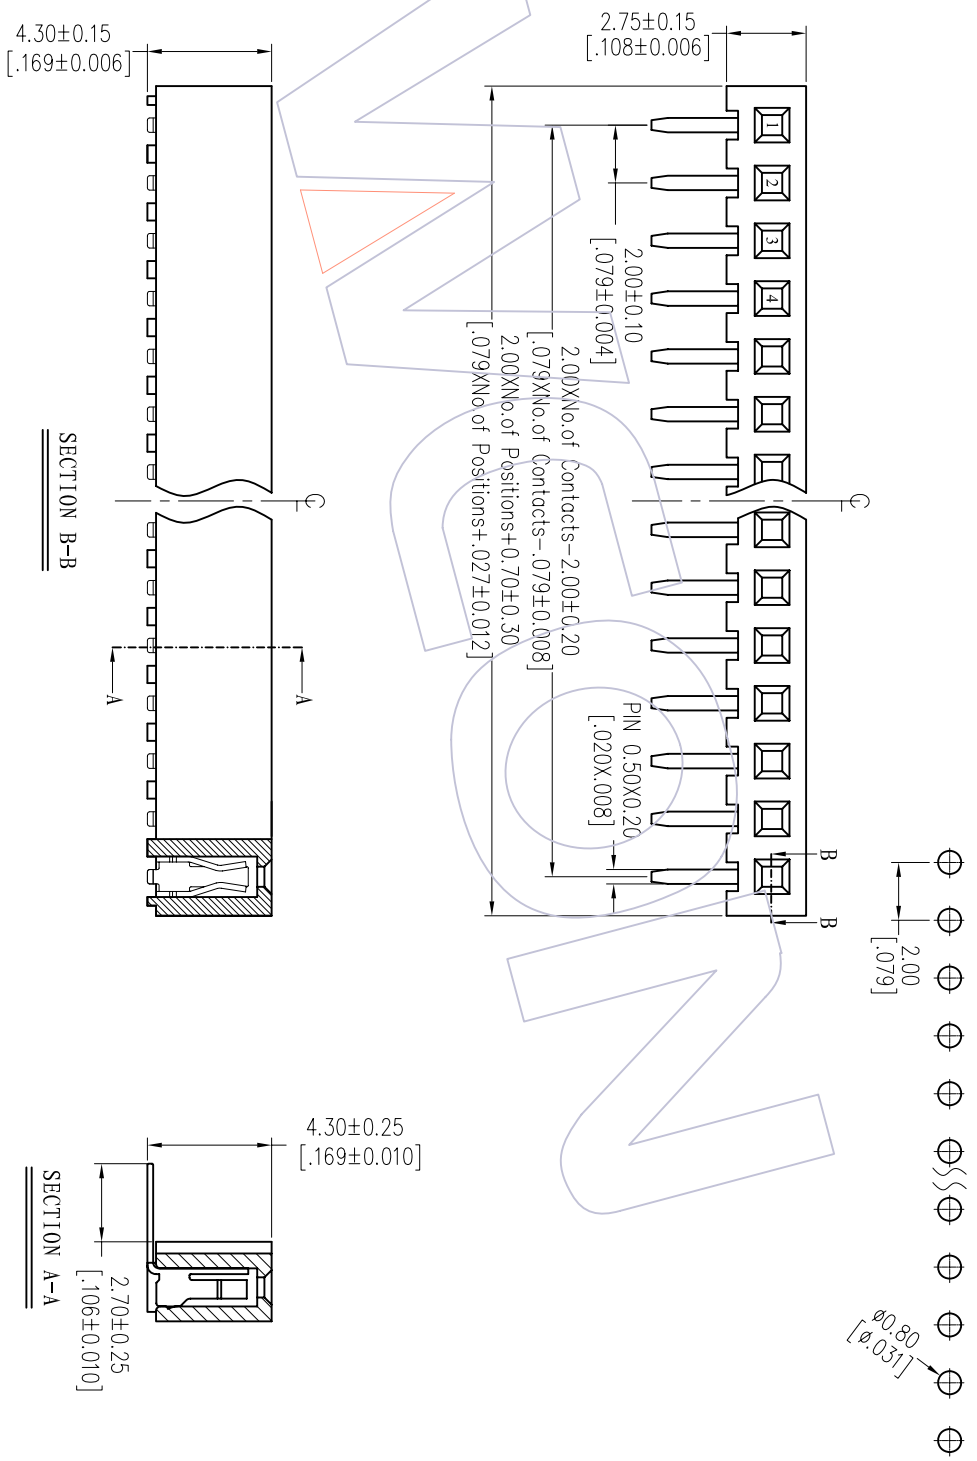 4.30±0.15
[.169±0.006]
2.75±0.15
[.108±0.006]
1
2
3
4
2.00±0.10
[.079±0.004]
2.00XNo.of Contacts-2.00±0.20
[.079XNo.of Contacts-.079±0.008]
2.00XNo.of Positions+0.70±0.30
[.079XNo.of Positions+.027±0.012]
PIN 0.50X0.20
[.020X.008]
CL
CL
B
B
A
A
SECTION B-B
2.00
[.079]
ø0.80
[ø.031]
4.30±0.25
[.169±0.010]
2.70±0.25
[.106±0.010]
SECTION A-A